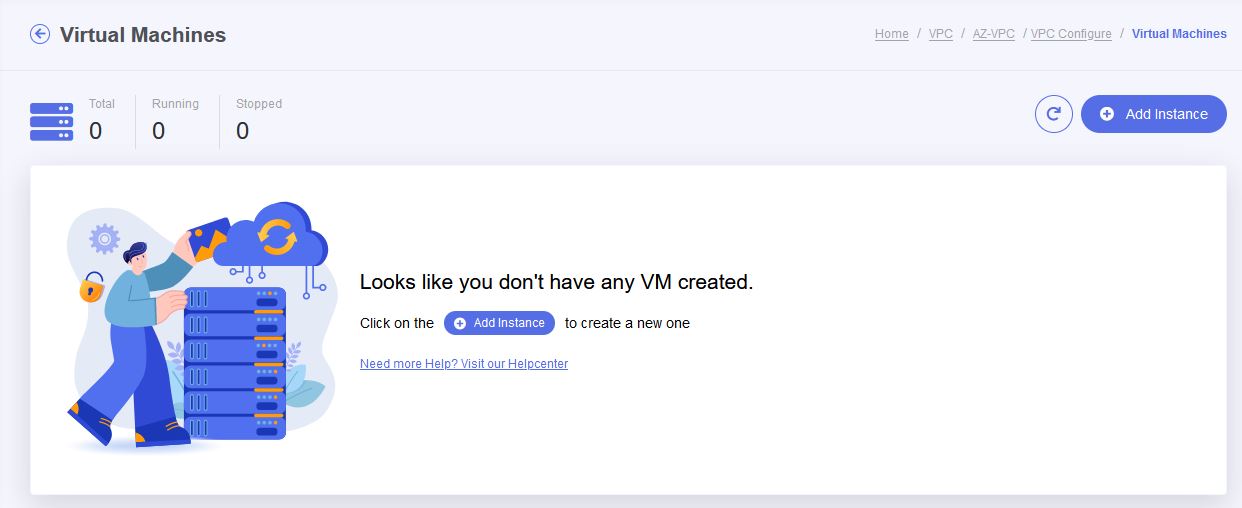 Virtual Machines
Home / VPC / AZ-VPC / VPC Configure / Virtual Machines
Total Running Stopped
0 0 0
Add Instance
Looks like you don't have any VM created.
Click on the Add Instance to create a new one
Need more Help? Visit our Helpcenter